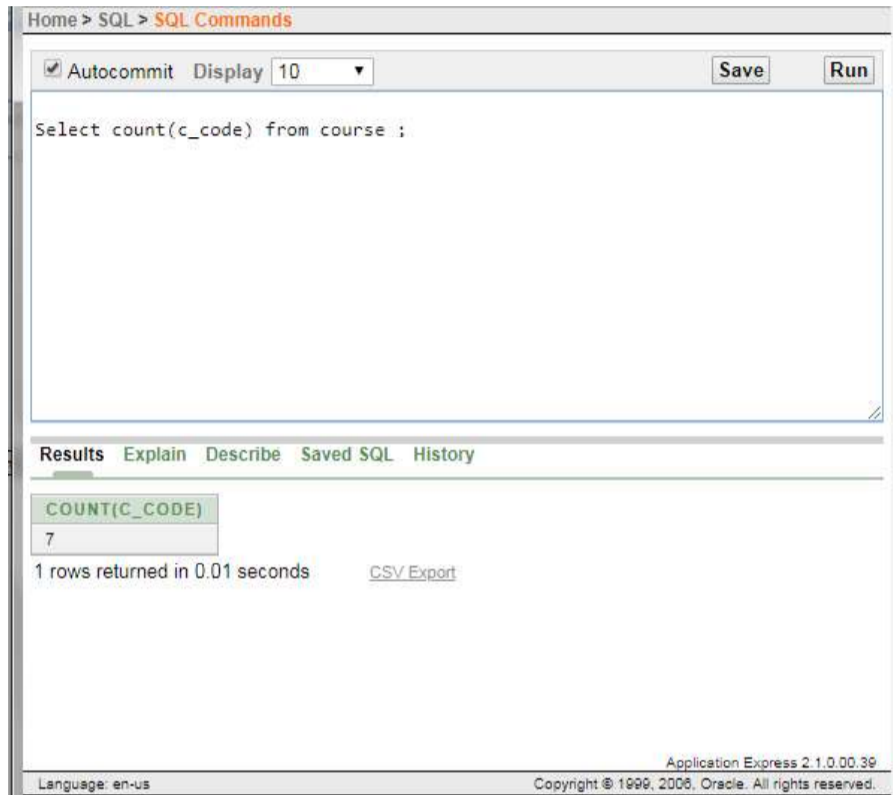 Home > SQL > SQL Commands
Autocommit Display 10 Save Run
Select count(c_code) from course ;
Results Explain Describe Saved SQL History
COUNT(C_CODE)
7
1 rows returned in 0.01 seconds CSV Export
Application Express 2.1.0.00.39
Language: en-us Copyright © 1999, 2006, Oracle. All rights reserved.